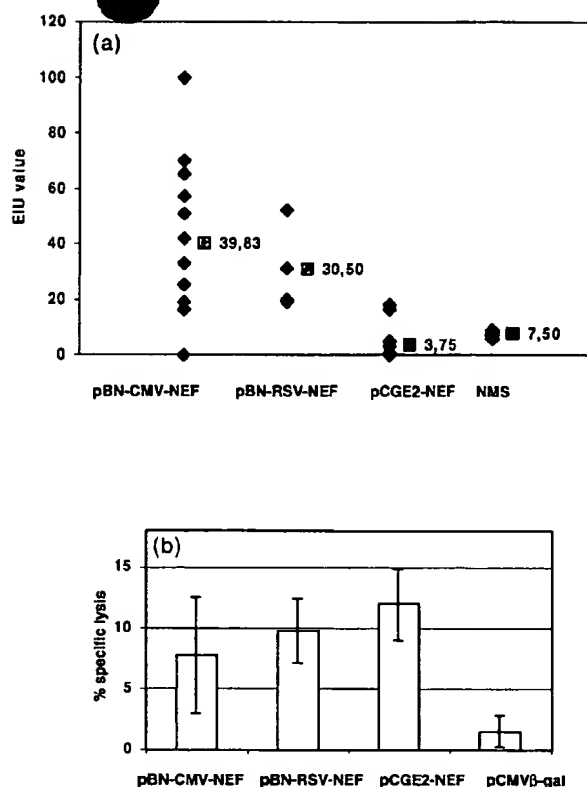 120
(a)
100
80
60
40
20
0
EIU value
39,83
30,50
3,75
7,50
pBN-CMV-NEF pBN-RSV-NEF pCGE2-NEF NMS
(b)
15
10
5
0
% specific lysis
pBN-CMV-NEF pBN-RSV-NEF pCGE2-NEF pCMVβ-gal